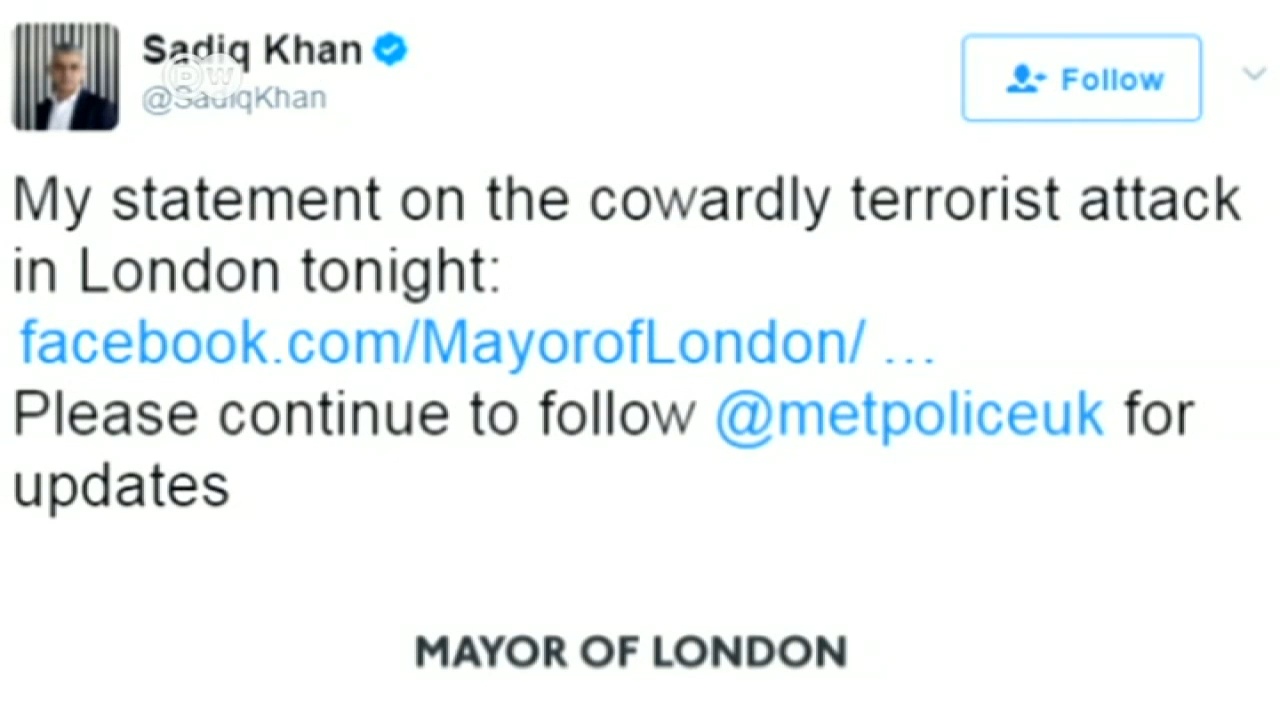 Sadiq Khan
@SadiqKhan
Follow
My statement on the cowardly terrorist attack
in London tonight:
facebook.com/MayorofLondon/ ...
Please continue to follow @metpoliceuk for
updates
MAYOR OF LONDON
DW